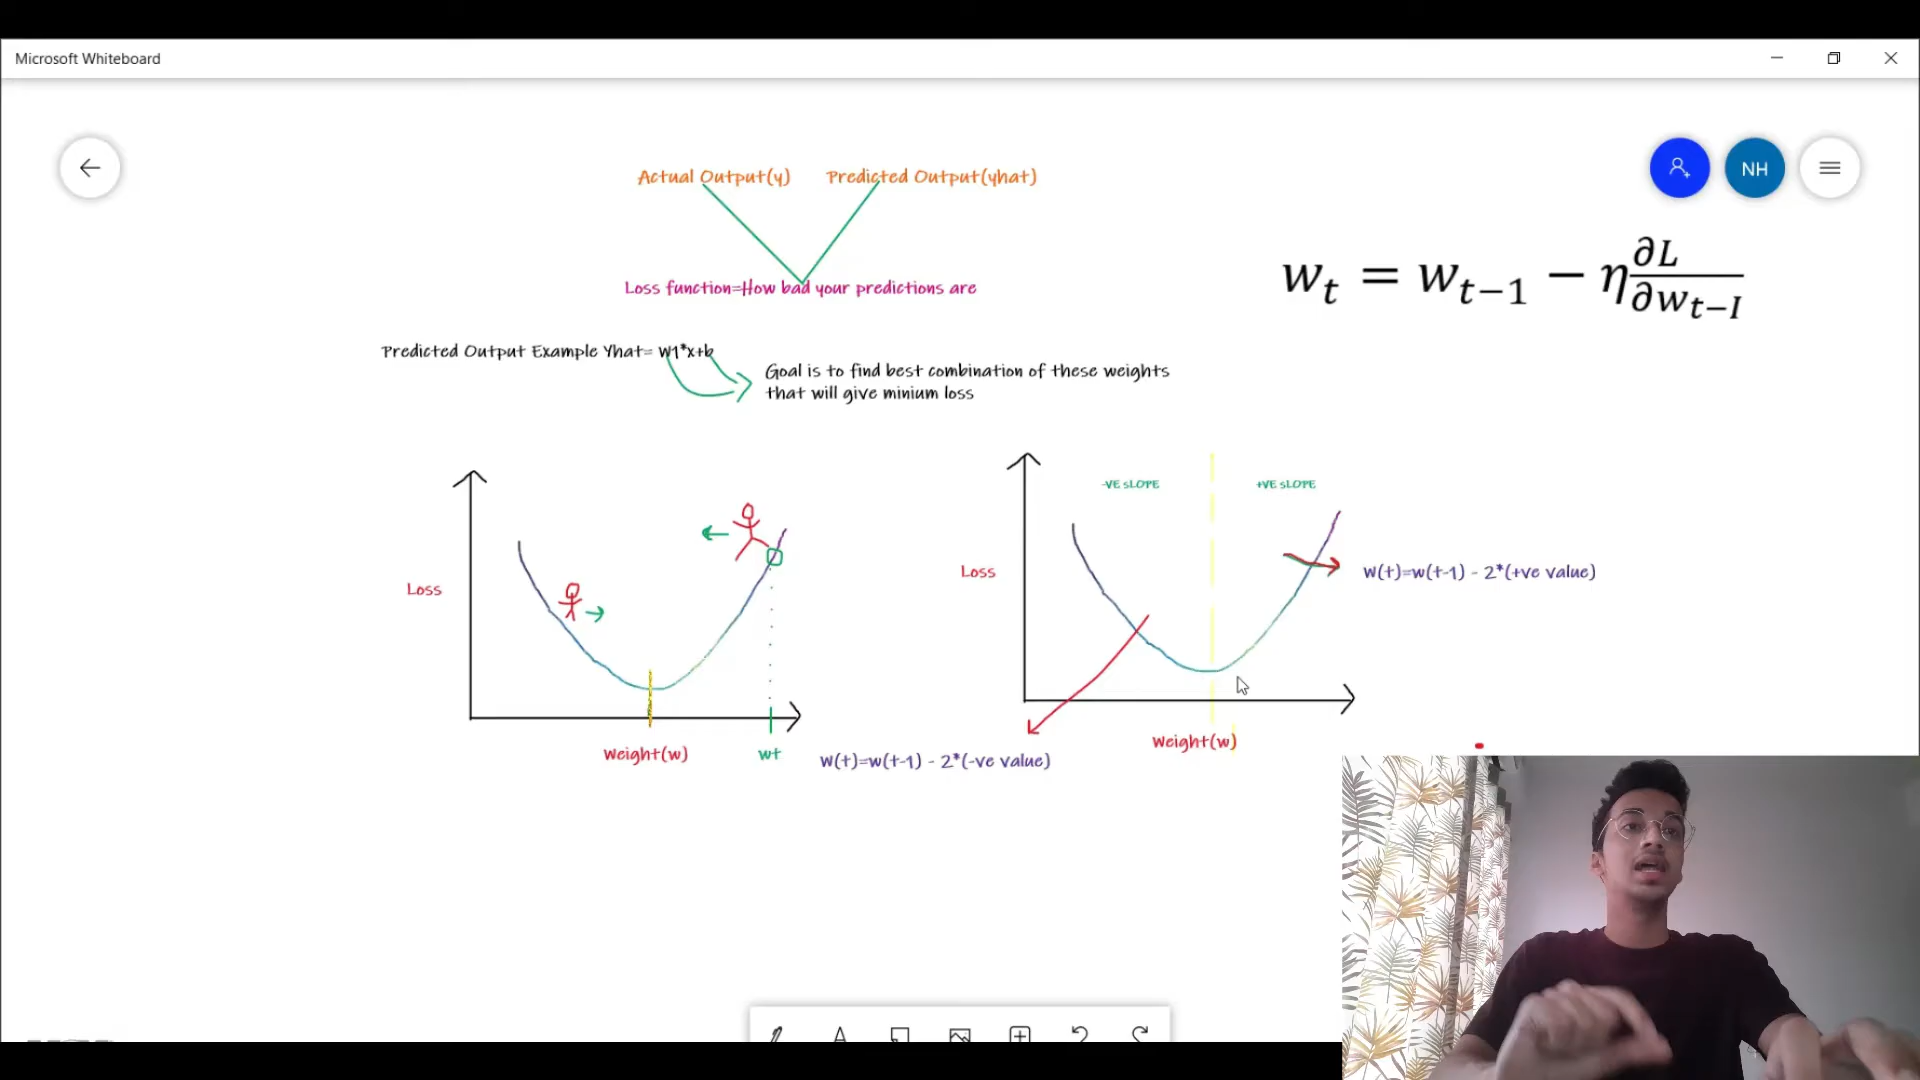 Microsoft Whiteboard
NH
Actual Output(y) Predicted Output(yhat)
Loss function=How bad your predictions are
w_t = w_{t-1} - η ∂L/∂w_{t-I}
Predicted Output Example Yhat= w1*x+b
Goal is to find best combination of these weights
that will give minium loss
-VE SLOPE
+VE SLOPE
Loss
Loss
W(t)=w(t-1) - 2*(+ve value)
Weight(w)
wt
W(t)=w(t-1) - 2*(-ve value)
Weight(w)